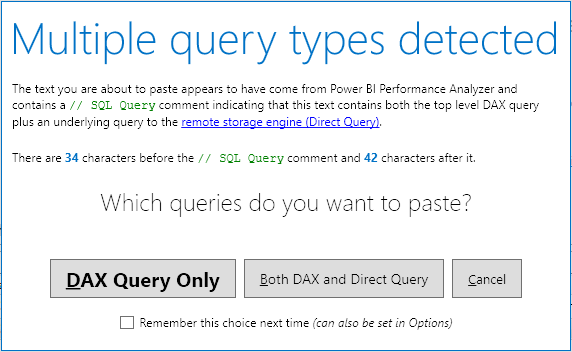 Multiple query types detected
The text you are about to paste appears to have come from Power BI Performance Analyzer and
contains a // SQL Query comment indicating that this text contains both the top level DAX query
plus an underlying query to the remote storage engine (Direct Query).
There are 34 characters before the // SQL Query comment and 42 characters after it.
Which queries do you want to paste?
DAX Query Only
Both DAX and Direct Query
Cancel
Remember this choice next time (can also be set in Options)